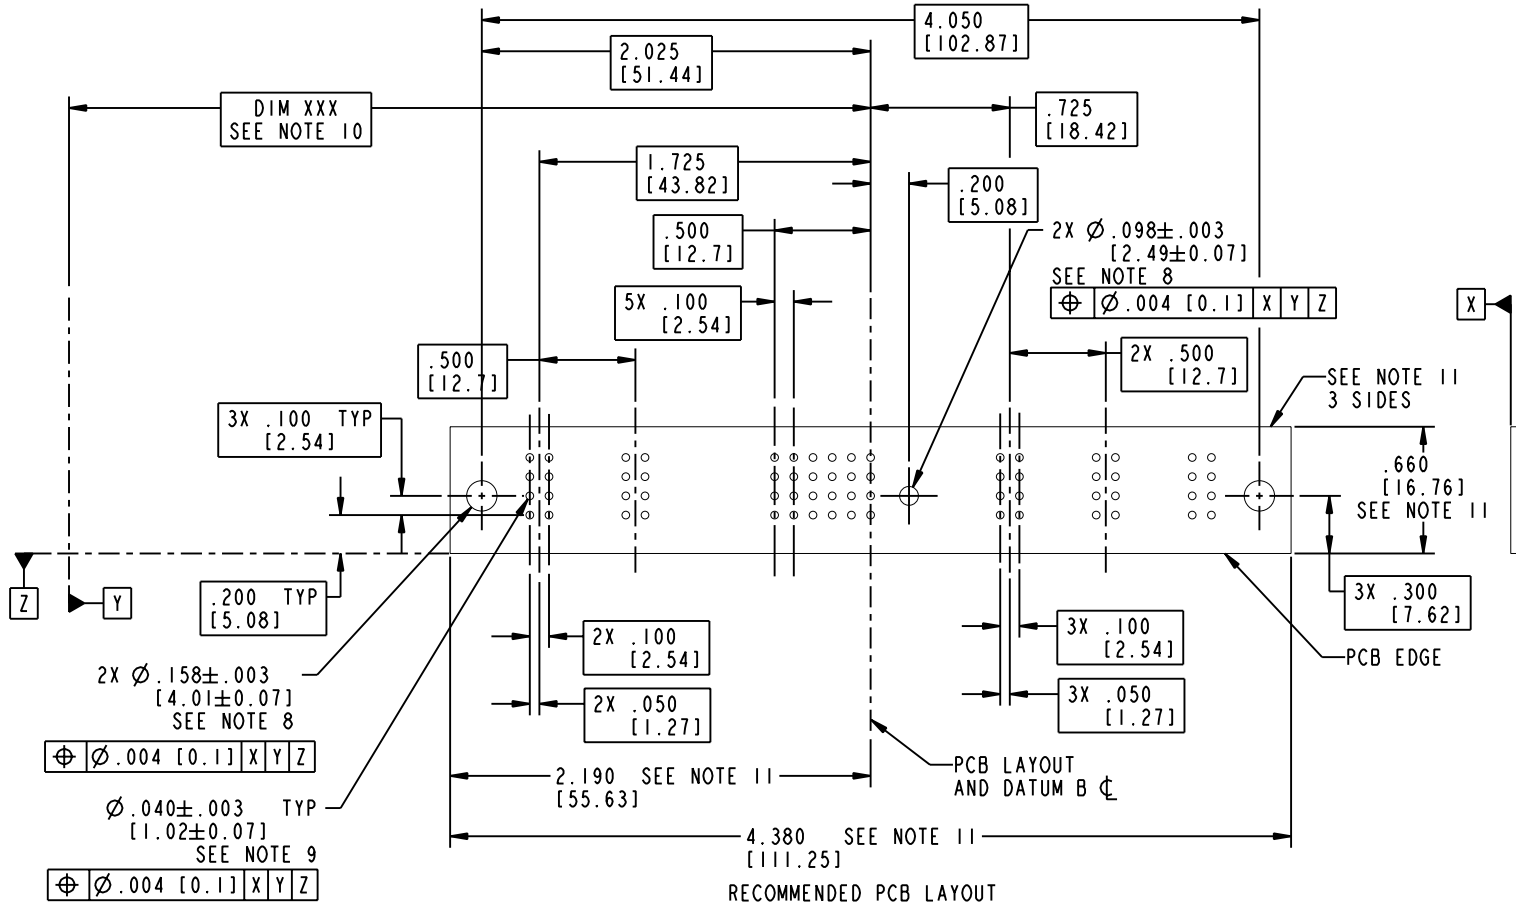 4.050
[102.87]
2.025
[51.44]
DIM XXX
SEE NOTE 10
.725
[18.42]
1.725
[43.82]
.200
[5.08]
.500
[12.7]
2X Ø.098±.003
[2.49±0.07]
SEE NOTE 8
⌖ Ø.004 [0.1] X Y Z
X
5X .100
[2.54]
.500
[12.7]
2X .500
[12.7]
SEE NOTE 11
3 SIDES
3X .100 TYP
[2.54]
.660
[16.76]
SEE NOTE 11
Z
Y
.200 TYP
[5.08]
3X .300
[7.62]
2X .100
[2.54]
3X .100
[2.54]
PCB EDGE
2X Ø.158±.003
[4.01±0.07]
SEE NOTE 8
⌖ Ø.004 [0.1] X Y Z
2X .050
[1.27]
3X .050
[1.27]
2.190 SEE NOTE 11
[55.63]
PCB LAYOUT
AND DATUM B ℄
Ø.040±.003 TYP
[1.02±0.07]
SEE NOTE 9
⌖ Ø.004 [0.1] X Y Z
4.380 SEE NOTE 11
[111.25]
RECOMMENDED PCB LAYOUT